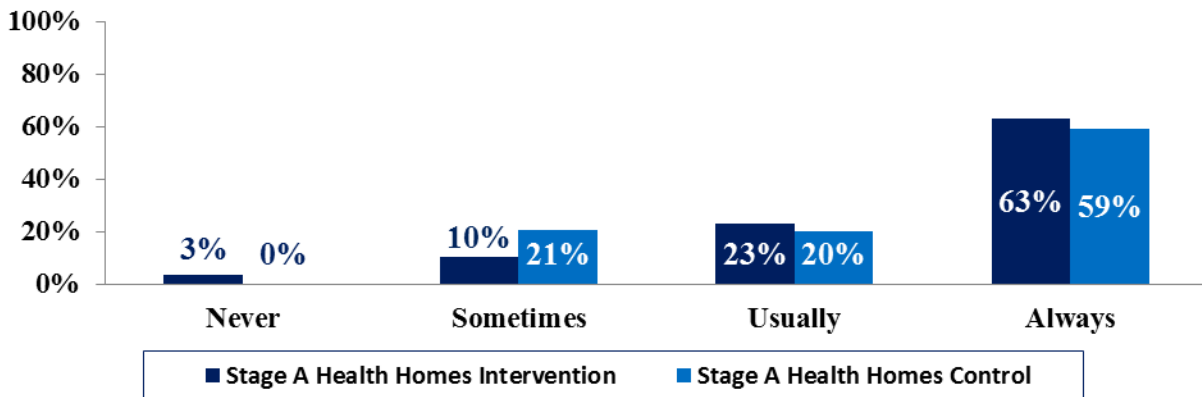 100%
80%
60%
40%
20%
0%
3%
0%
10%
21%
23%
20%
63%
59%
Never
Sometimes
Usually
Always
Stage A Health Homes Intervention
Stage A Health Homes Control